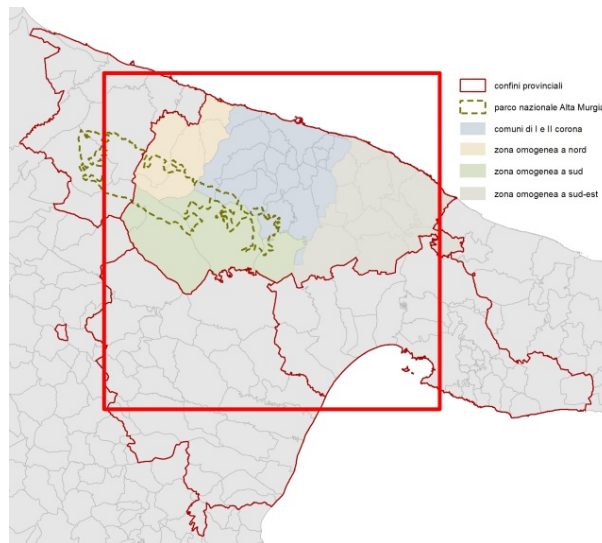 confini provinciali
parco nazionale Alta Murgia
comuni di I e II corona
zona omogenea a nord
zona omogenea a sud
zona omogenea a sud-est